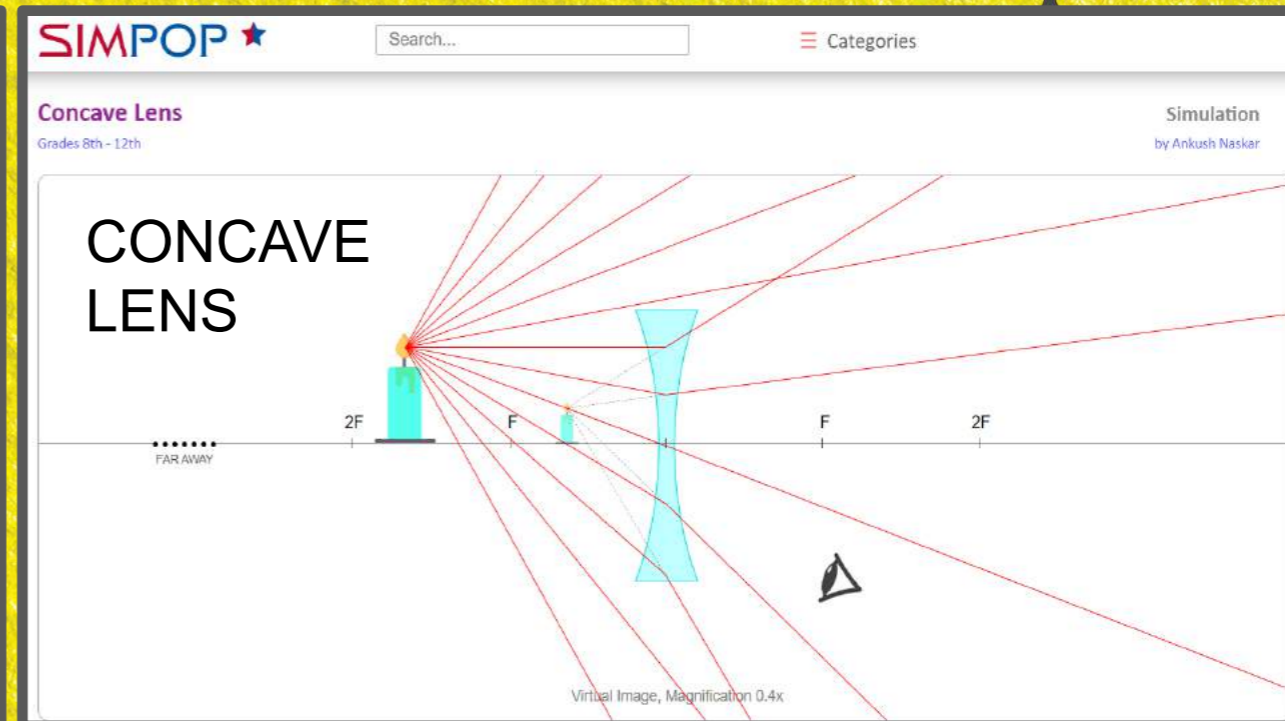 SIMPOP
Search...
Categories
Concave Lens
Simulation
Grades 8th - 12th
by Ankush Naskar
CONCAVE
LENS
2F
F
F
2F
FAR AWAY
Virtual Image, Magnification 0.4x